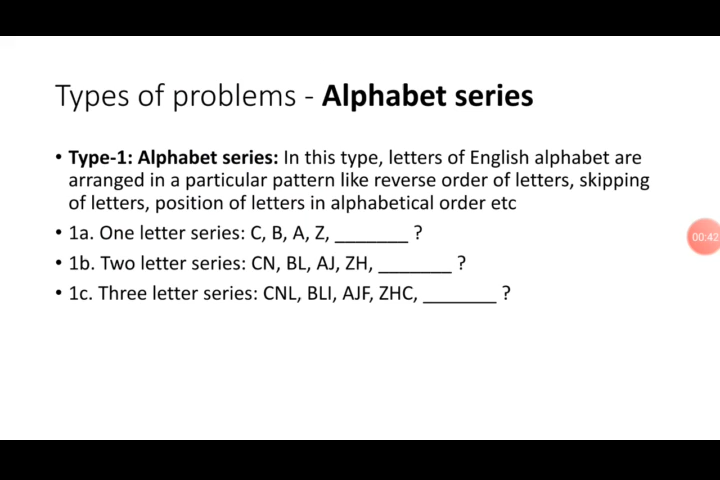 Types of problems - Alphabet series
• Type-1: Alphabet series: In this type, letters of English alphabet are
arranged in a particular pattern like reverse order of letters, skipping
of letters, position of letters in alphabetical order etc
• 1a. One letter series: C, B, A, Z, _______ ?
• 1b. Two letter series: CN, BL, AJ, ZH, _______ ?
• 1c. Three letter series: CNL, BLI, AJF, ZHC, _______ ?
00:42